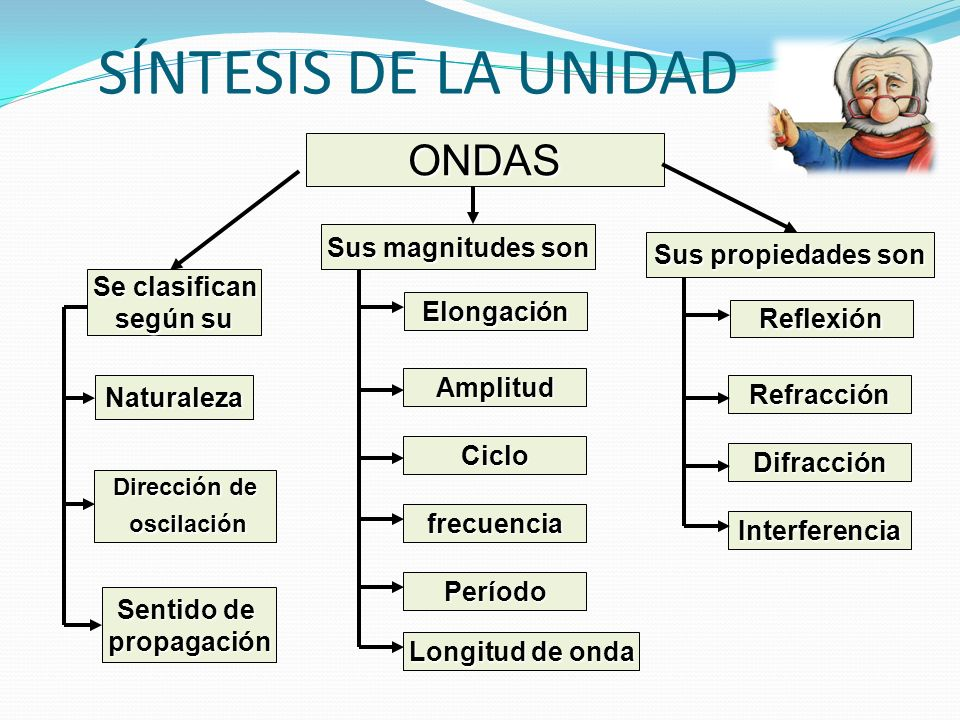 SÍNTESIS DE LA UNIDAD
ONDAS
Se clasifican
según su
Naturaleza
Dirección de
oscilación
Sentido de
propagación
Sus magnitudes son
Elongación
Amplitud
Ciclo
frecuencia
Período
Longitud de onda
Sus propiedades son
Reflexión
Refracción
Difracción
Interferencia